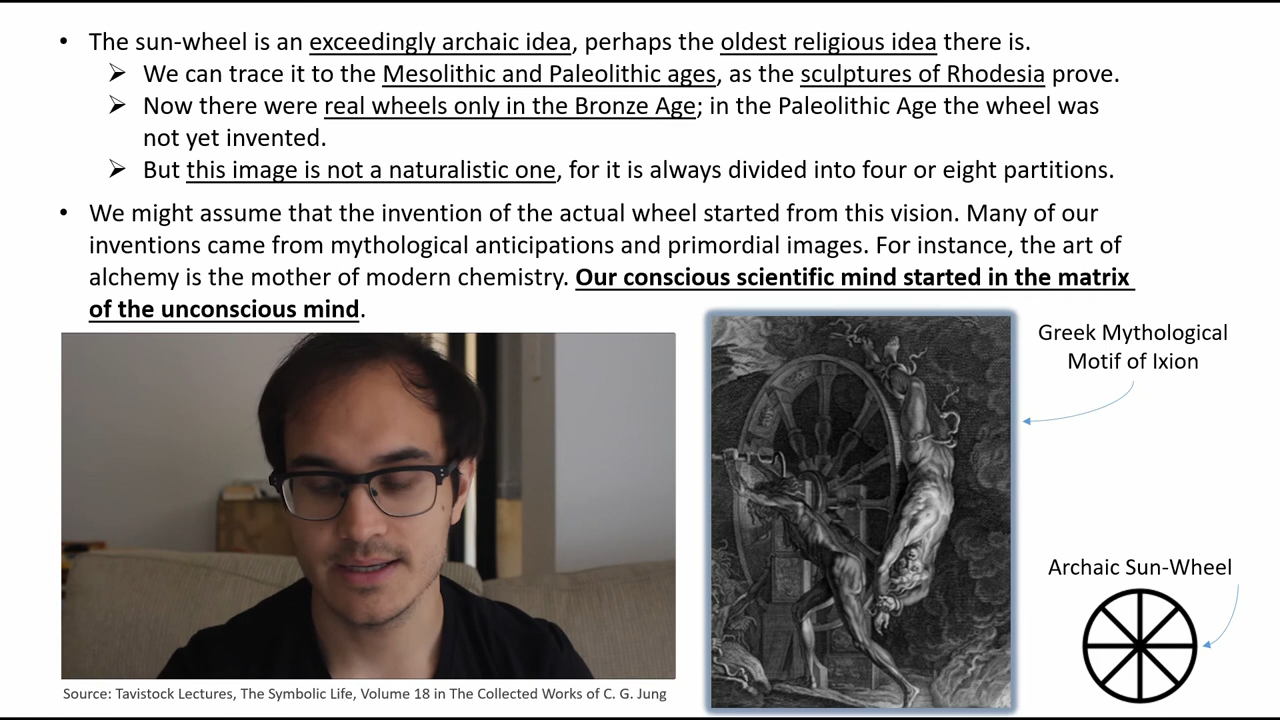 • The sun-wheel is an exceedingly archaic idea, perhaps the oldest religious idea there is.
➢ We can trace it to the Mesolithic and Paleolithic ages, as the sculptures of Rhodesia prove.
➢ Now there were real wheels only in the Bronze Age; in the Paleolithic Age the wheel was
not yet invented.
➢ But this image is not a naturalistic one, for it is always divided into four or eight partitions.
• We might assume that the invention of the actual wheel started from this vision. Many of our
inventions came from mythological anticipations and primordial images. For instance, the art of
alchemy is the mother of modern chemistry. Our conscious scientific mind started in the matrix
of the unconscious mind.
Greek Mythological
Motif of Ixion
Archaic Sun-Wheel
Source: Tavistock Lectures, The Symbolic Life, Volume 18 in The Collected Works of C. G. Jung